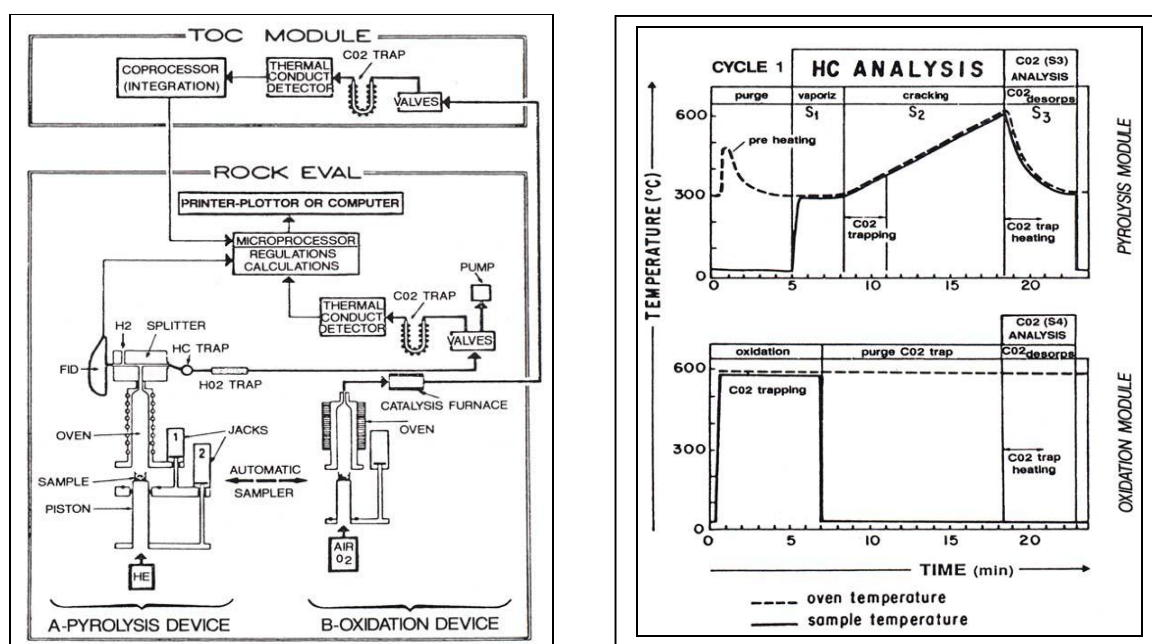 TOC MODULE
C02 TRAP
COPROCESSOR
(INTEGRATION)
THERMAL
CONDUCT
DETECTOR
VALVES
ROCK EVAL
PRINTER-PLOTTOR OR COMPUTER
MICROPROCESSOR
REGULATIONS
CALCULATIONS
PUMP
C02 TRAP
THERMAL
CONDUCT
DETECTOR
VALVES
H2
SPLITTER
HC TRAP
FID
H02 TRAP
CATALYSIS FURNACE
OVEN
OVEN
JACKS
1
2
SAMPLE
AUTOMATIC
SAMPLER
PISTON
HE
AIR
02
A-PYROLYSIS DEVICE
B-OXIDATION DEVICE
CYCLE 1
HC ANALYSIS
C02 (S3)
ANALYSIS
purge
vaporiz
cracking
C02 desorps
S1
S2
S3
600
pre heating
300
C02
trapping
C02 trap
heating
0
0
5
10
15
20
PYROLYSIS MODULE
TEMPERATURE (°C)
C02 (S4)
ANALYSIS
oxidation
purge C02 trap
C02 desorps
600
C02 trapping
300
C02 trap
heating
0
0
5
10
15
20
OXIDATION MODULE
TIME (min)
oven temperature
sample temperature